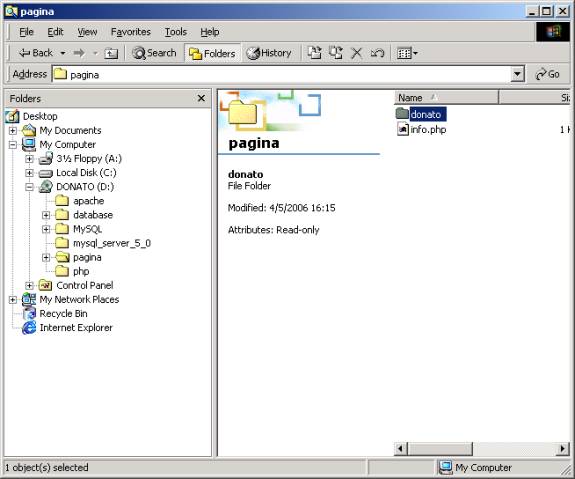 pagina
File Edit View Favorites Tools Help
Back Search Folders History
Address pagina Go
Folders x
Desktop
My Documents
My Computer
3½ Floppy (A:)
Local Disk (C:)
DONATO (D:)
apache
database
MySQL
mysql_server_5_0
pagina
php
Control Panel
My Network Places
Recycle Bin
Internet Explorer
pagina
donato
File Folder
Modified: 4/5/2006 16:15
Attributes: Read-only
Name Si
donato
info.php 1
1 object(s) selected My Computer